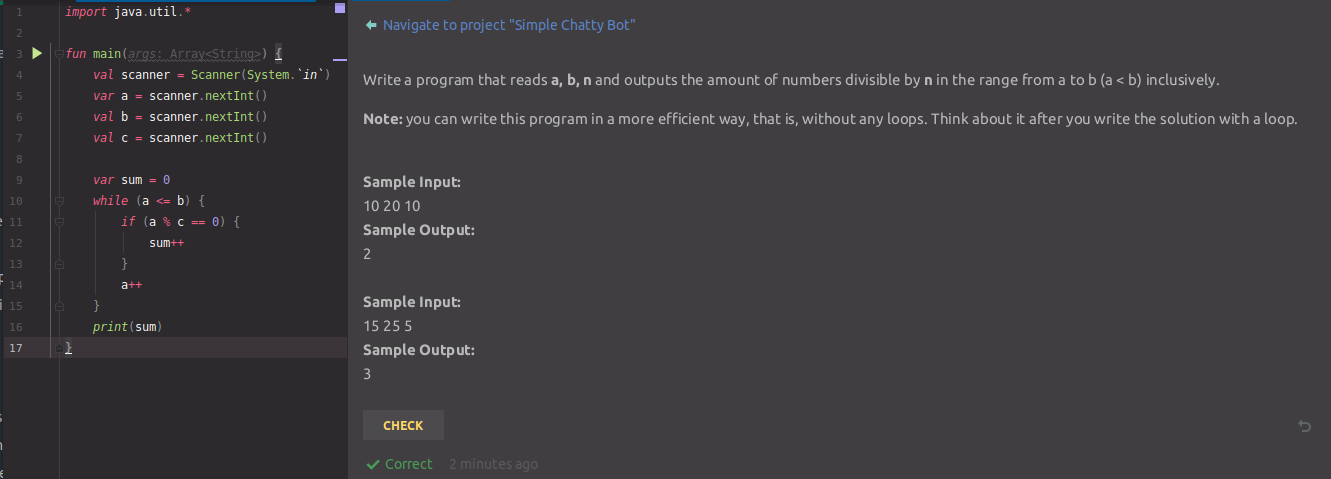 1 import java.util.*
2
3 fun main(args: Array<String>) {
4 val scanner = Scanner(System.`in`)
5 var a = scanner.nextInt()
6 val b = scanner.nextInt()
7 val c = scanner.nextInt()
8
9 var sum = 0
10 while (a <= b) {
11 if (a % c == 0) {
12 sum++
13 }
14 a++
15 }
16 print(sum)
17 }
Navigate to project "Simple Chatty Bot"
Write a program that reads a, b, n and outputs the amount of numbers divisible by n in the range from a to b (a < b) inclusively.
Note: you can write this program in a more efficient way, that is, without any loops. Think about it after you write the solution with a loop.
Sample Input:
10 20 10
Sample Output:
2
Sample Input:
15 25 5
Sample Output:
3
CHECK
Correct 2 minutes ago